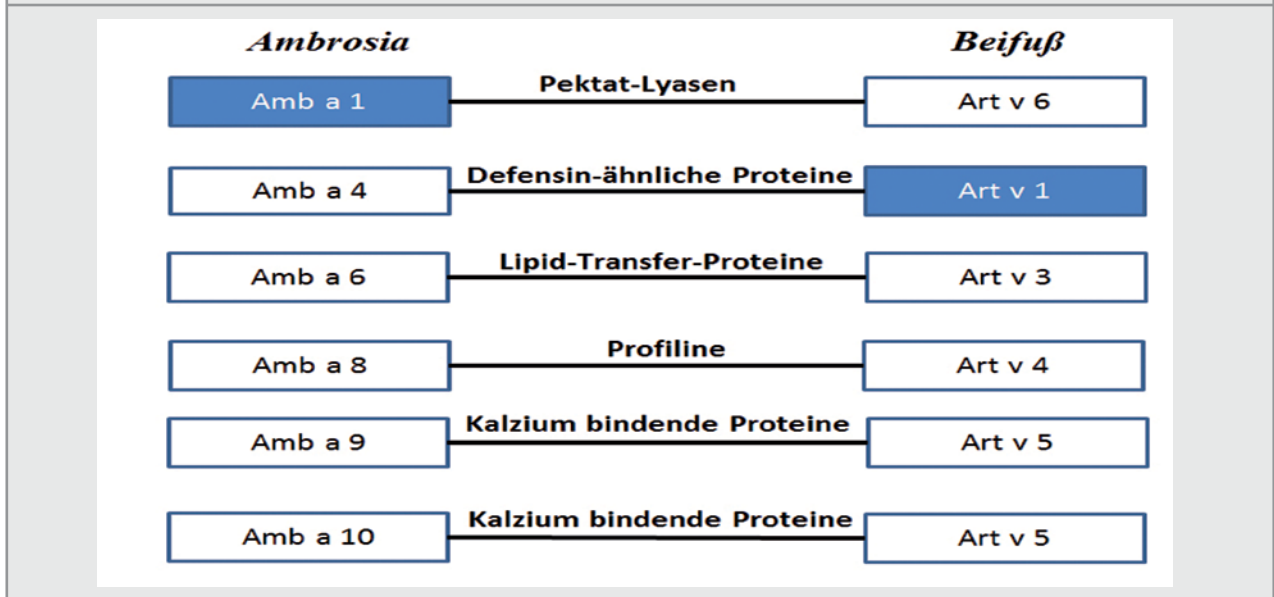 Ambrosia Beifuß
Pektat-Lyasen
Amb a 1 Art v 6
Defensin-ähnliche Proteine
Amb a 4 Art v 1
Lipid-Transfer-Proteine
Amb a 6 Art v 3
Profiline
Amb a 8 Art v 4
Kalzium bindende Proteine
Amb a 9 Art v 5
Kalzium bindende Proteine
Amb a 10 Art v 5